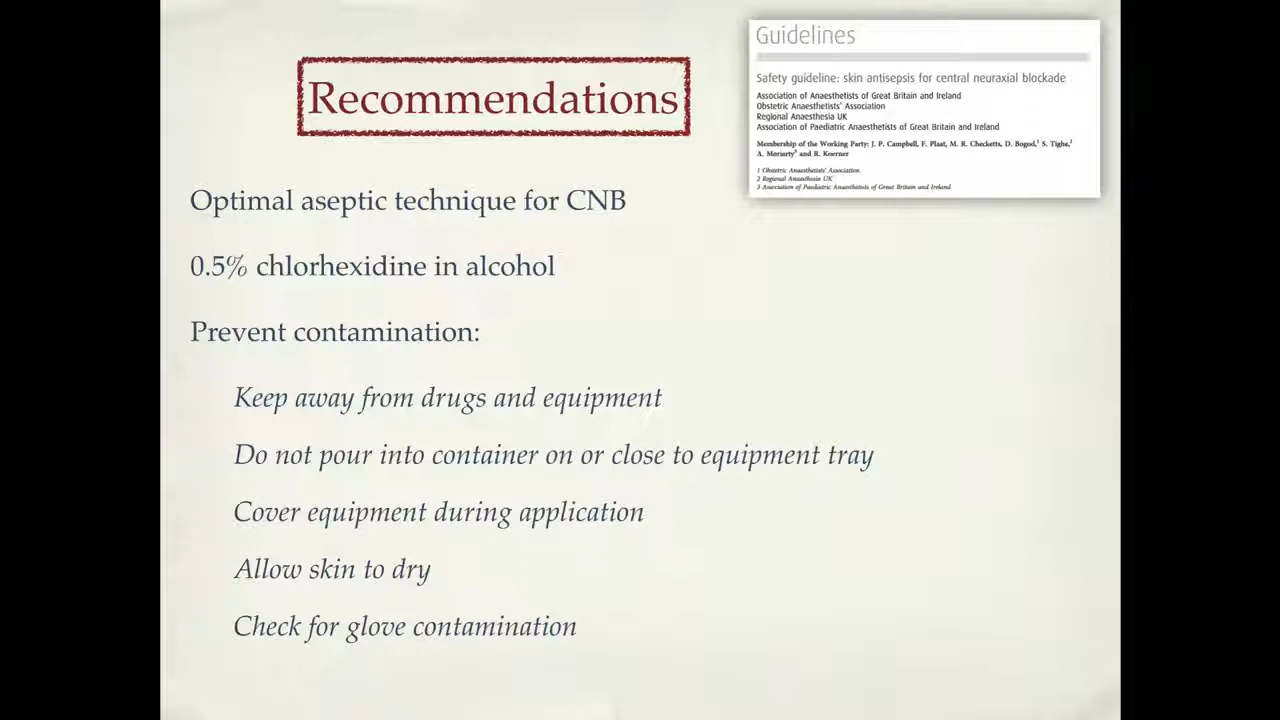 Recommendations
Guidelines
Safety guideline: skin antisepsis for central neuraxial blockade
Association of Anaesthetists of Great Britain and Ireland
Obstetric Anaesthetists' Association
Regional Anaesthesia UK
Association of Paediatric Anaesthetists of Great Britain and Ireland
Membership of the Working Party: J. P. Campbell, F. Plaat, M. R. Checketts, D. Bogod,¹ S. Tighe,²
A. Moriarty³ and R. Koerner
1 Obstetric Anaesthetists' Association.
2 Regional Anaesthesia UK
3 Association of Paediatric Anaesthetists of Great Britain and Ireland
Optimal aseptic technique for CNB
0.5% chlorhexidine in alcohol
Prevent contamination:
Keep away from drugs and equipment
Do not pour into container on or close to equipment tray
Cover equipment during application
Allow skin to dry
Check for glove contamination